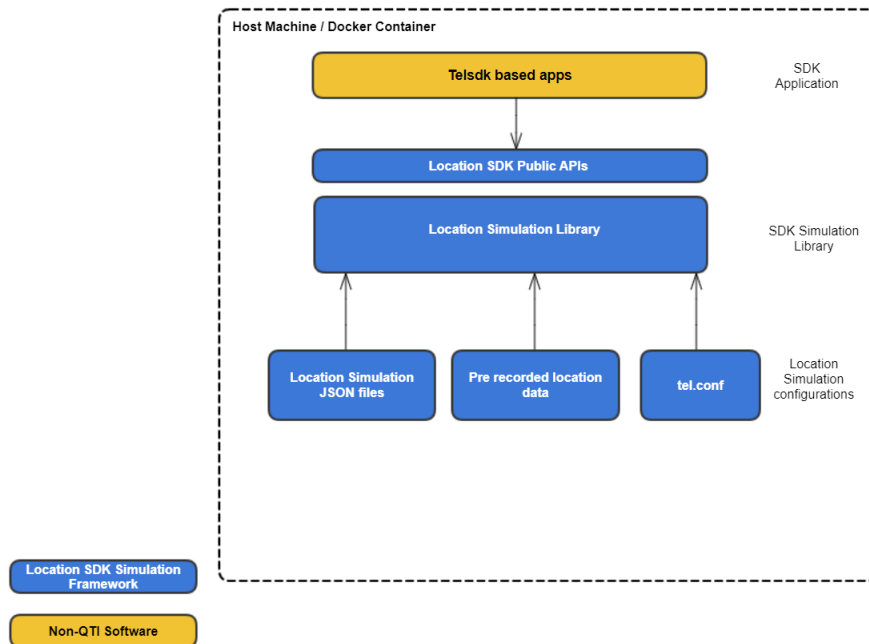 Host Machine / Docker Container
Telsdk based apps
SDK
Application
Location SDK Public APIs
Location Simulation Library
SDK Simulation
Library
Location Simulation
JSON files
Pre recorded location
data
tel.conf
Location
Simulation
configurations
Location SDK Simulation
Framework
Non-QTI Software